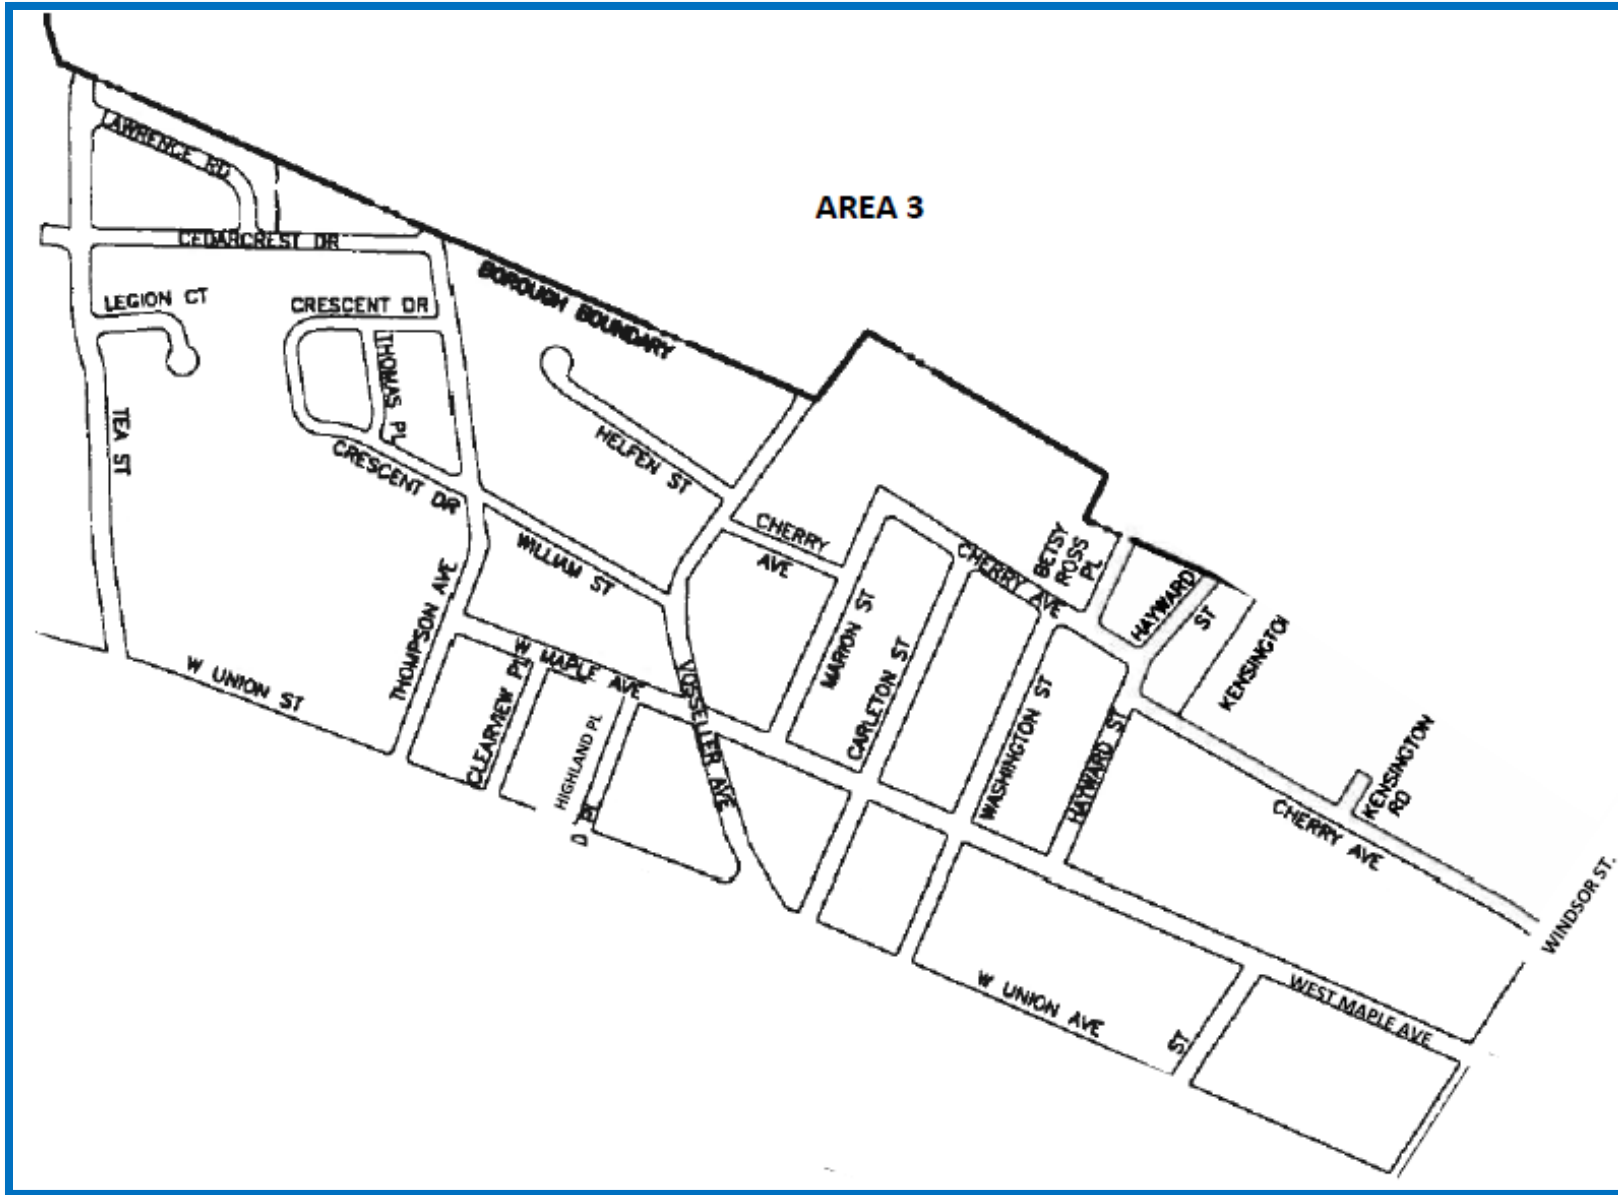 AREA 3
AWRENCE RD
CEDARCREST DR
BOROUGH BOUNDARY
LEGION CT
CRESCENT DR
THOMAS PL
TEA ST
HELFEN ST
CRESCENT DR
CHERRY
AVE
BETSY
ROSS
PL
CHERRY AVE
WILLIAM ST
HAYWARD
ST
THOMPSON AVE
MARION ST
KENSINGTO
W MAPLE AVE
W UNION ST
CARLETON ST
CLEARVIEW PL
VOSSELLER AVE
WASHINGTON ST
HAYWARD ST
HIGHLAND PL
D PL
KENSINGTON
RD
CHERRY AVE
WINDSOR ST.
W UNION AVE
ST
WEST MAPLE AVE